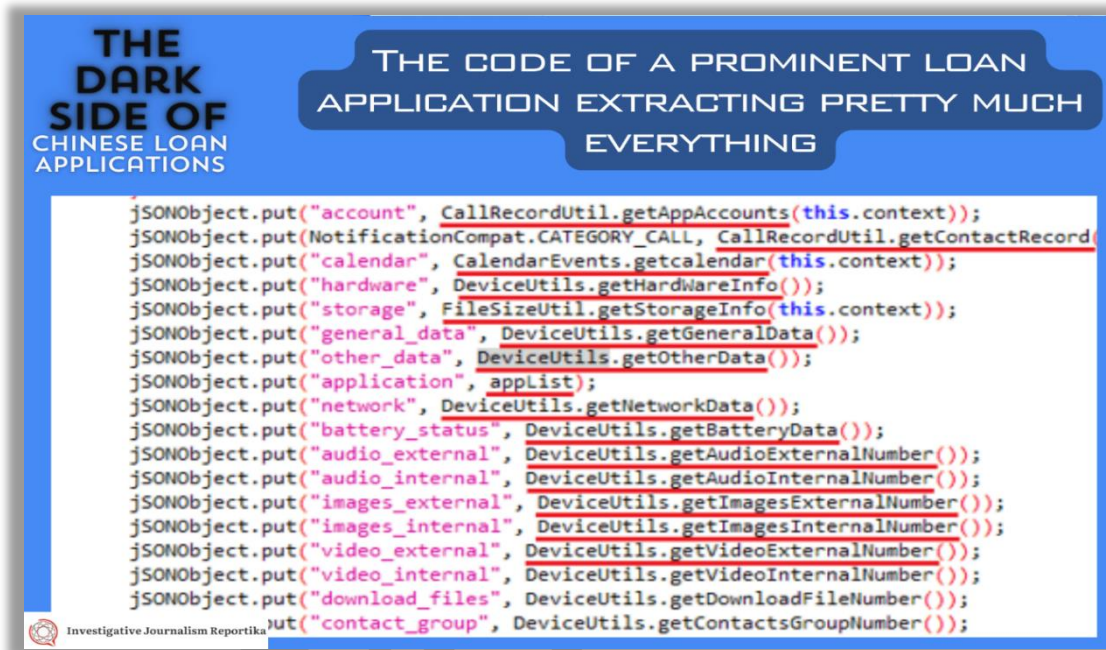 THE
DARK
SIDE OF
CHINESE LOAN
APPLICATIONS
THE CODE OF A PROMINENT LOAN
APPLICATION EXTRACTING PRETTY MUCH
EVERYTHING
jSONObject.put("account", CallRecordUtil.getAppAccounts(this.context));
jSONObject.put(NotificationCompat.CATEGORY_CALL, CallRecordUtil.getContactRecord(
jSONObject.put("calendar", CalendarEvents.getcalendar(this.context));
jSONObject.put("hardware", DeviceUtils.getHardWareInfo());
jSONObject.put("storage", FileSizeUtil.getStorageInfo(this.context));
jSONObject.put("general_data", DeviceUtils.getGeneralData());
jSONObject.put("other_data", DeviceUtils.getOtherData());
jSONObject.put("application", appList);
jSONObject.put("network", DeviceUtils.getNetworkData());
jSONObject.put("battery_status", DeviceUtils.getBatteryData());
jSONObject.put("audio_external", DeviceUtils.getAudioExternalNumber());
jSONObject.put("audio_internal", DeviceUtils.getAudioInternalNumber());
jSONObject.put("images_external", DeviceUtils.getImagesExternalNumber());
jSONObject.put("images_internal", DeviceUtils.getImagesInternalNumber());
jSONObject.put("video_external", DeviceUtils.getVideoExternalNumber());
jSONObject.put("video_internal", DeviceUtils.getVideoInternalNumber());
jSONObject.put("download_files", DeviceUtils.getDownloadFileNumber());
put("contact_group", DeviceUtils.getContactsGroupNumber());
Investigative Journalism Reportika